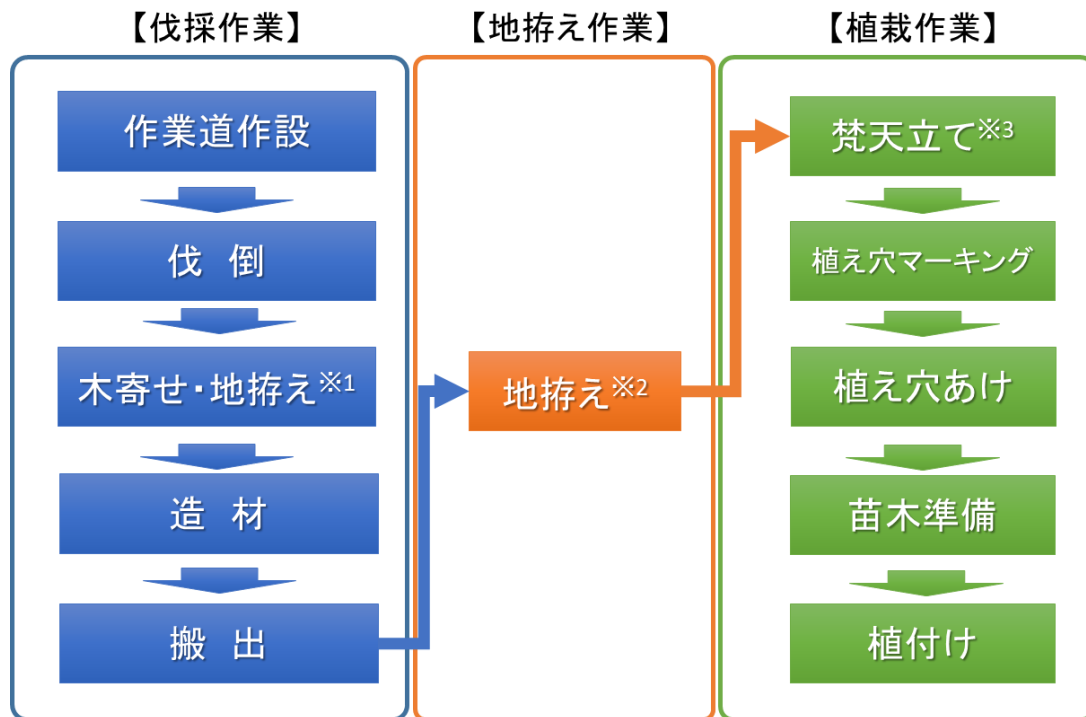 【伐採作業】
作業道作設
伐　倒
木寄せ・地拵え※1
造　材
搬　出
【地拵え作業】
地拵え※2
【植栽作業】
梵天立て※3
植え穴マーキング
植え穴あけ
苗木準備
植付け